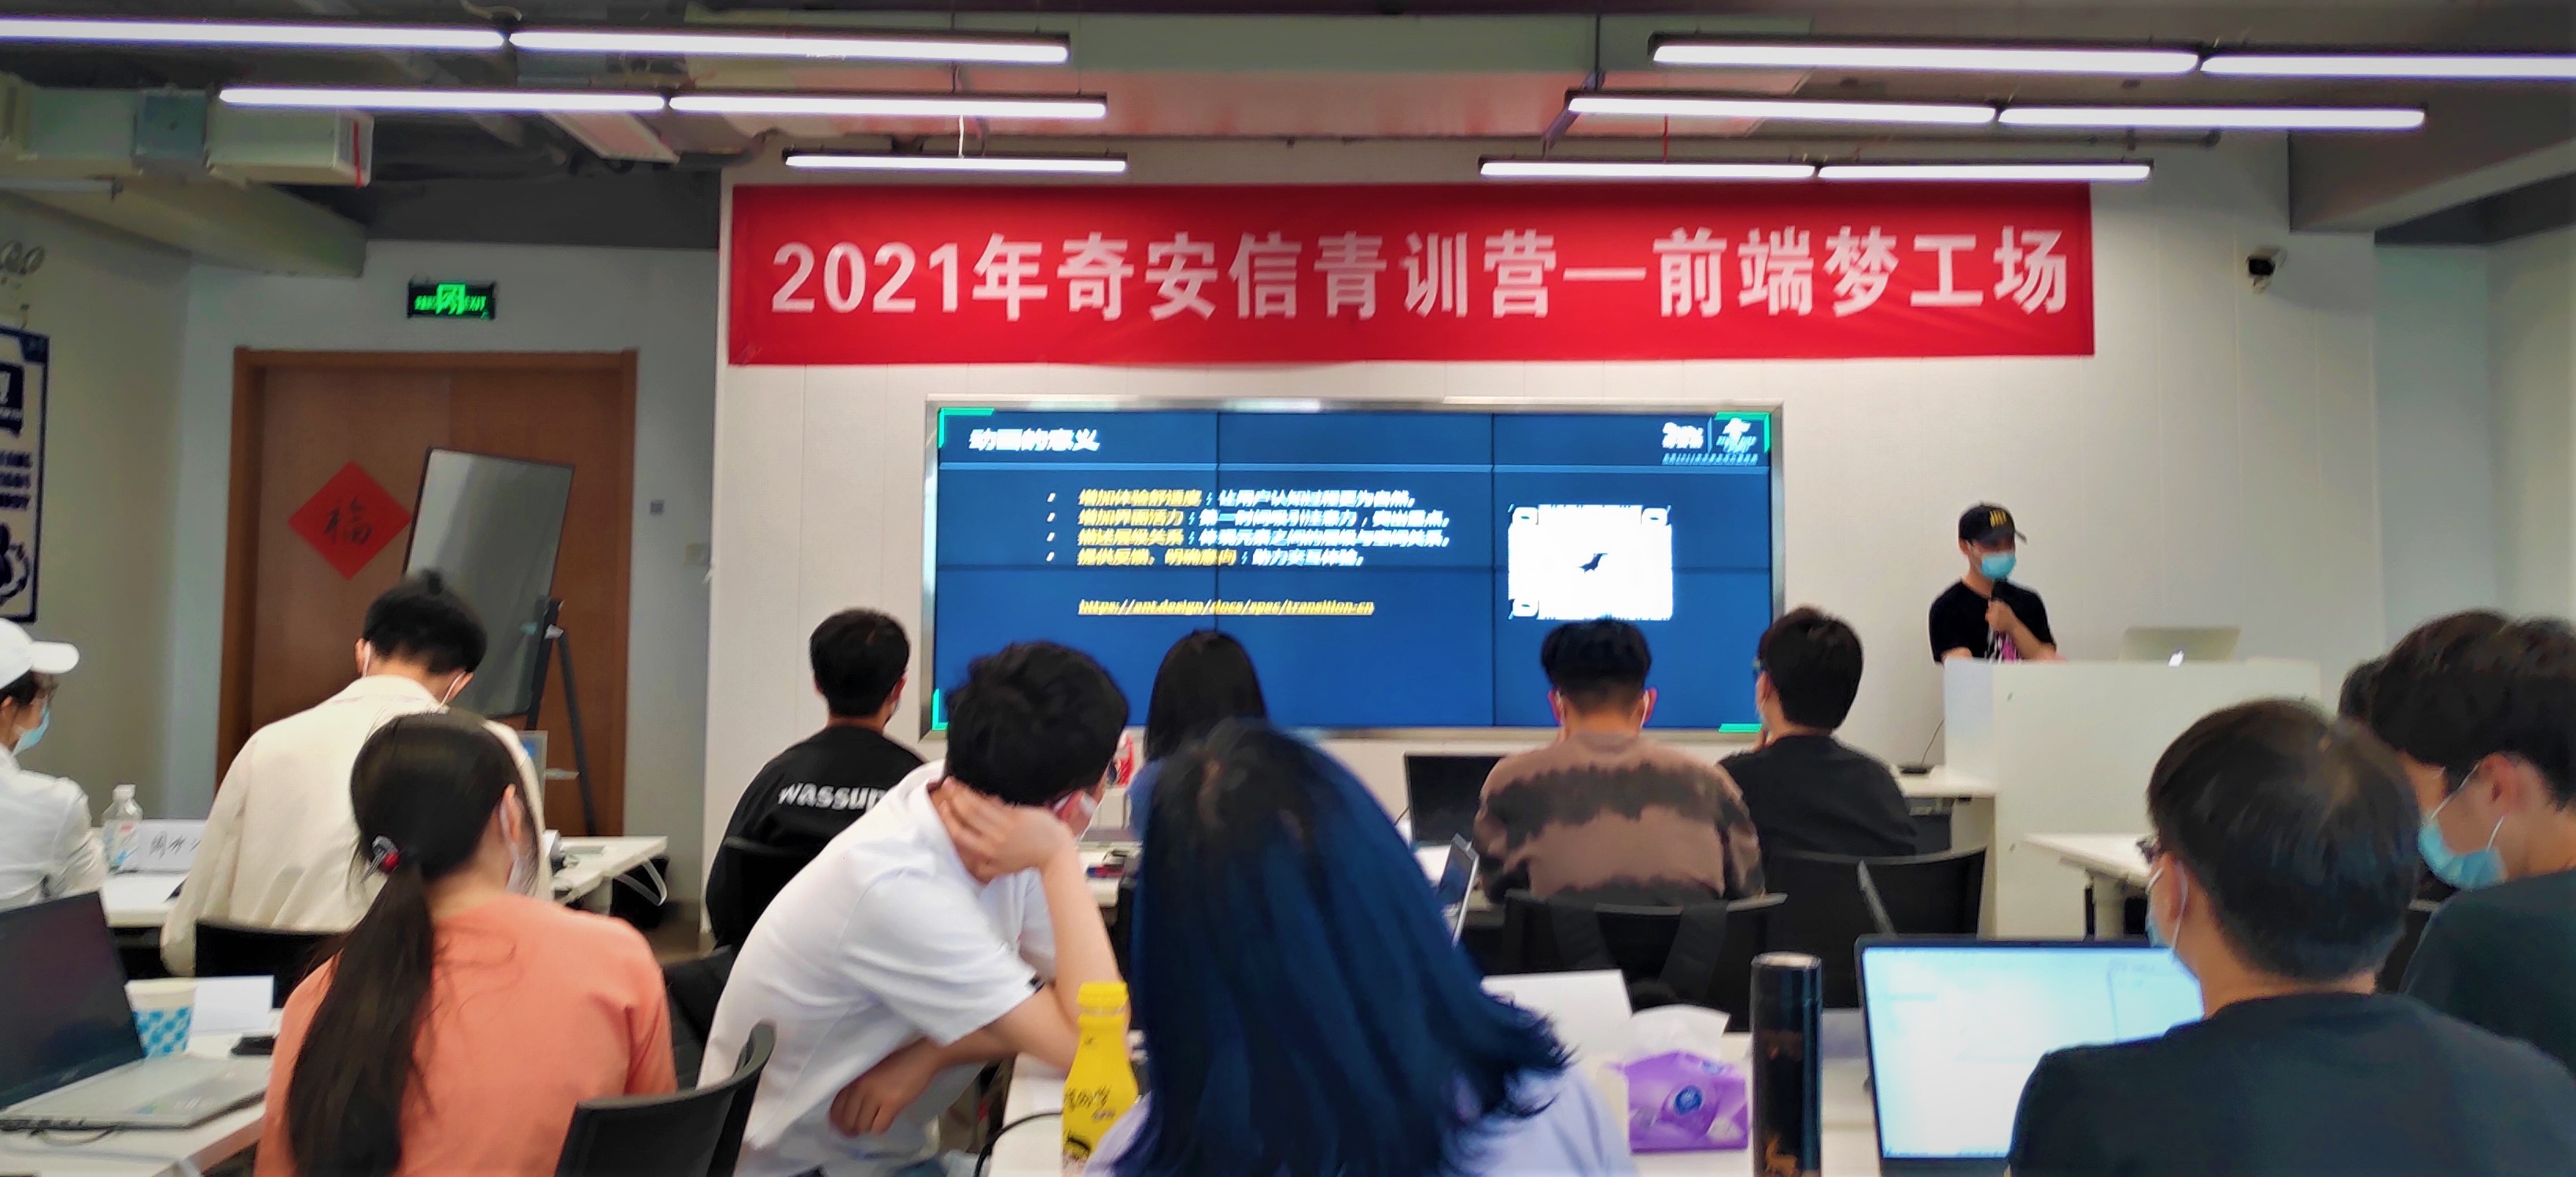 2021年奇安信青训营—前端梦工场
EXIT
动画的意义
增加体验舒适度：让用户认知过程更为自然。
增加界面活力：第一时间吸引注意力，突出重点。
描述层级关系：体现元素之间的层级与空间关系。
提供反馈、明确意向：助力交互体验。
https://ant.design/docs/spec/transition-cn
福
wassup